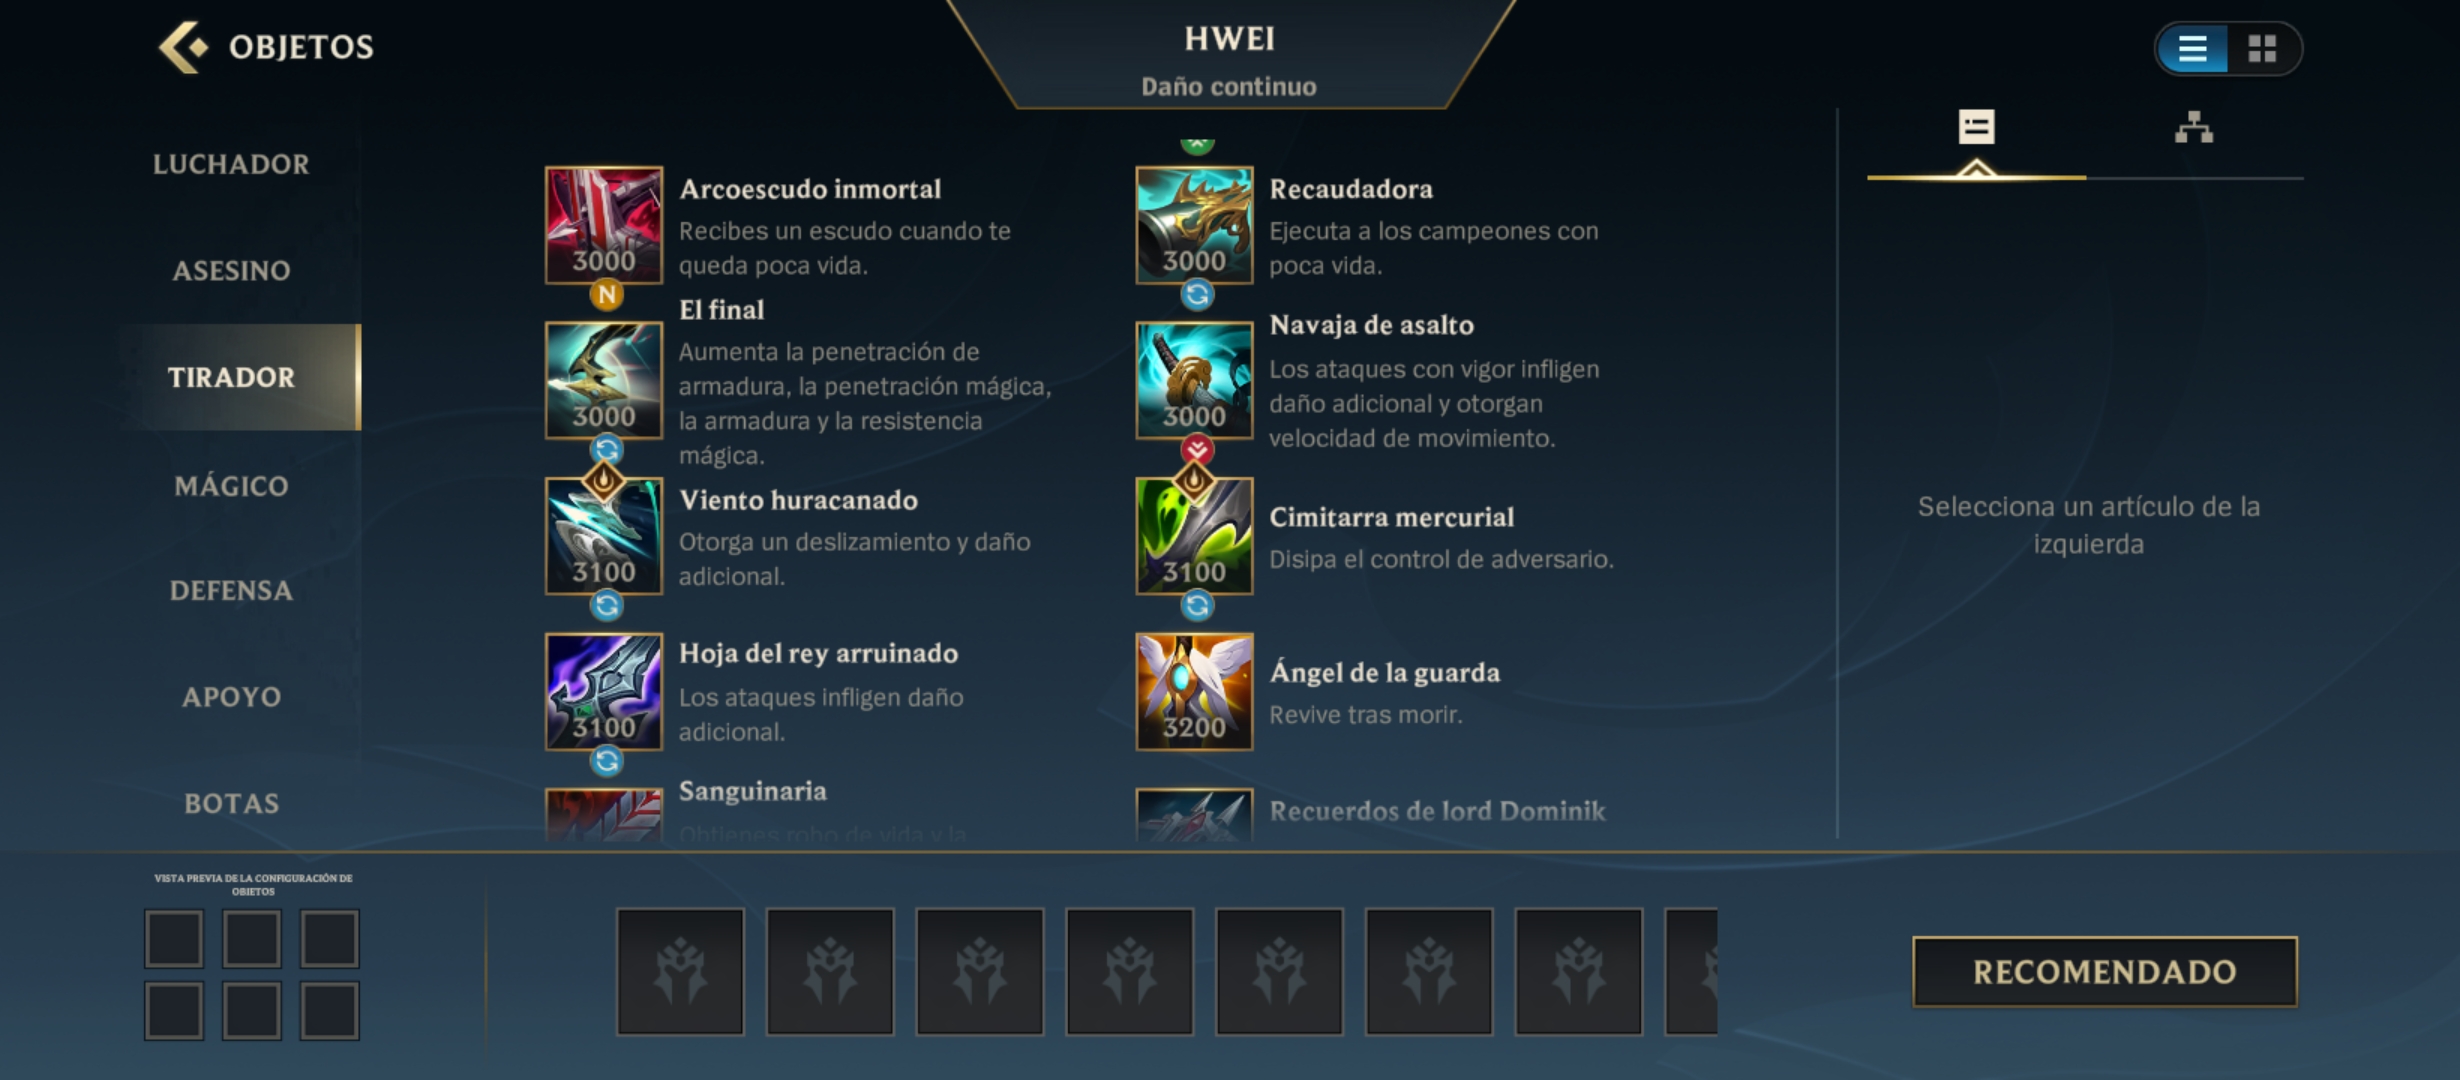 OBJETOS
HWEI
Daño continuo
LUCHADOR
ASESINO
TIRADOR
MÁGICO
DEFENSA
APOYO
BOTAS
Arcoescudo inmortal
Recibes un escudo cuando te
queda poca vida.
3000
N
Recaudadora
Ejecuta a los campeones con
poca vida.
3000
El final
Aumenta la penetración de
armadura, la penetración mágica,
la armadura y la resistencia
mágica.
3000
Navaja de asalto
Los ataques con vigor infligen
daño adicional y otorgan
velocidad de movimiento.
3000
Viento huracanado
Otorga un deslizamiento y daño
adicional.
3100
Cimitarra mercurial
Disipa el control de adversario.
3100
Hoja del rey arruinado
Los ataques infligen daño
adicional.
3100
Ángel de la guarda
Revive tras morir.
3200
Sanguinaria
Obtienes robo de vida y la
Recuerdos de lord Dominik
Selecciona un artículo de la
izquierda
VISTA PREVIA DE LA CONFIGURACIÓN DE
OBJETOS
RECOMENDADO